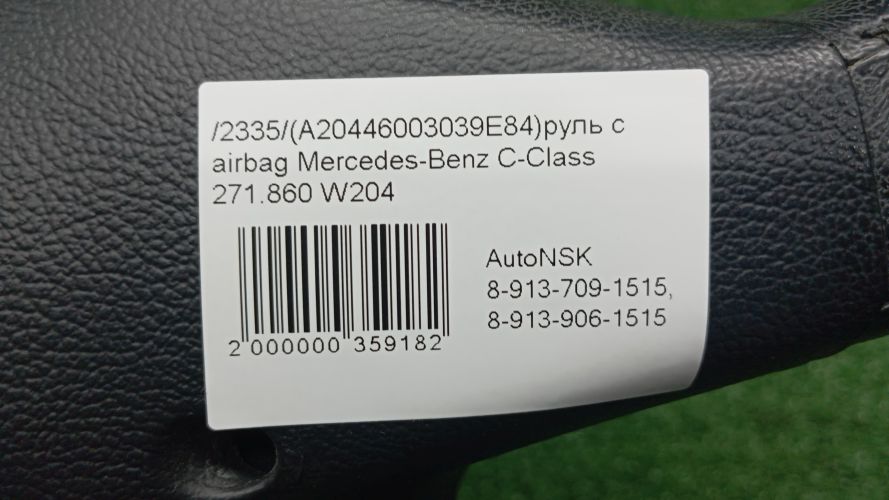 /2335/(A20446003039E84)руль с
airbag Mercedes-Benz C-Class
271.860 W204
AutoNSK
8-913-709-1515,
8-913-906-1515
2 000000 359182